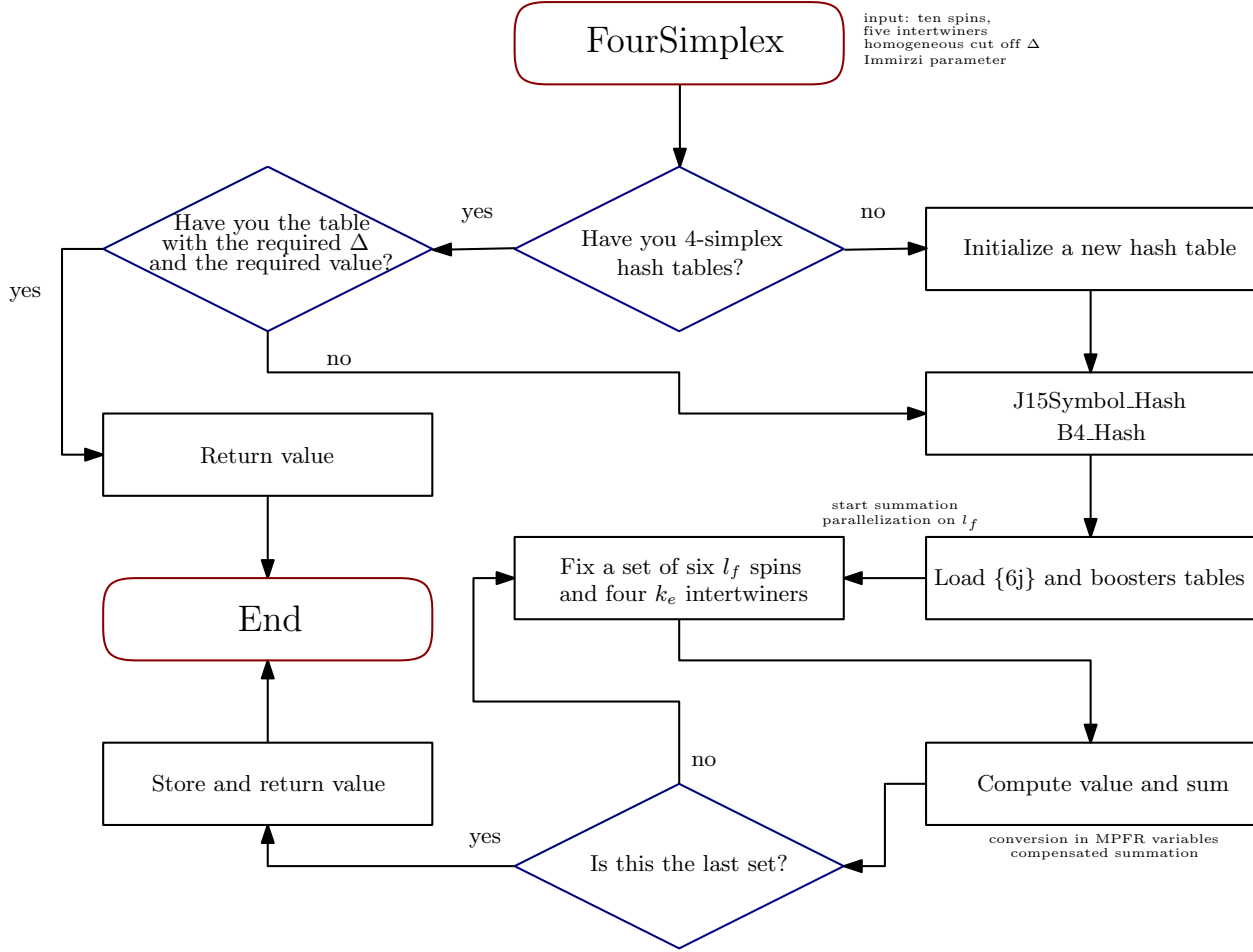 FourSimplex
input: ten spins,
five intertwiners
homogeneous cut off Δ
Immirzi parameter
Have you the table
with the required Δ
and the required value?
yes
Have you 4-simplex
hash tables?
no
Initialize a new hash table
yes
no
J15Symbol_Hash
B4_Hash
Return value
start summation
parallelization on l_f
Fix a set of six l_f spins
and four k_e intertwiners
Load {6j} and boosters tables
End
no
Store and return value
Compute value and sum
yes
Is this the last set?
conversion in MPFR variables
compensated summation